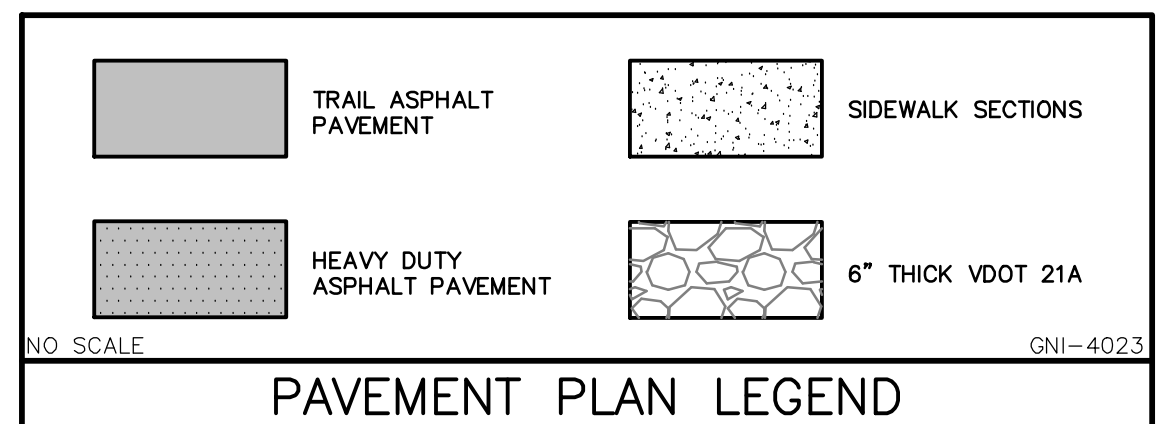 TRAIL ASPHALT
PAVEMENT
SIDEWALK SECTIONS
HEAVY DUTY
ASPHALT PAVEMENT
6" THICK VDOT 21A
NO SCALE
GNI-4023
PAVEMENT PLAN LEGEND